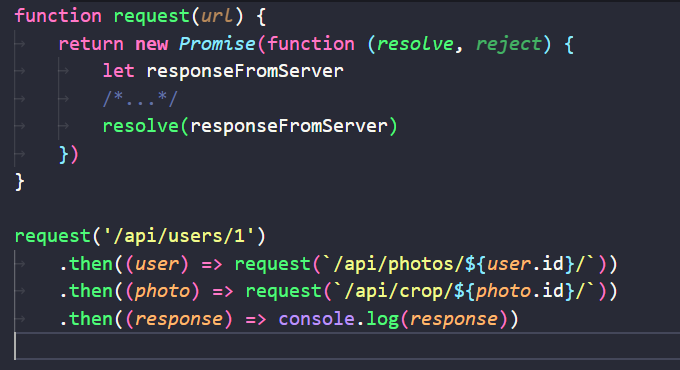 function request(url) {
    return new Promise(function (resolve, reject) {
        let responseFromServer
        /*...*/
        resolve(responseFromServer)
    })
}
request('/api/users/1')
    .then((user) => request(`/api/photos/${user.id}/`))
    .then((photo) => request(`/api/crop/${photo.id}/`))
    .then((response) => console.log(response))